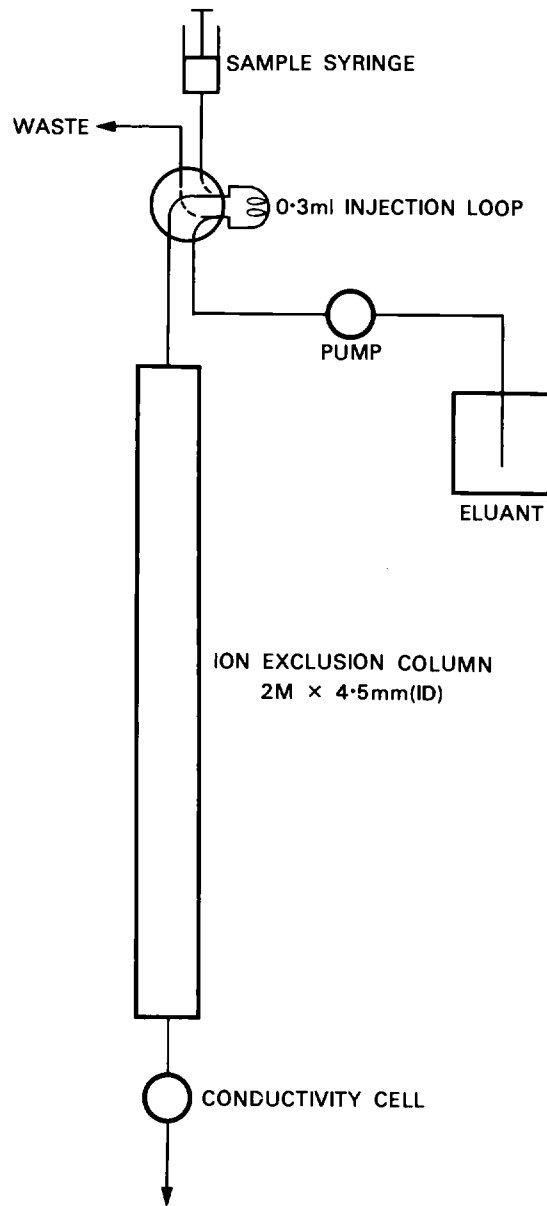 SAMPLE SYRINGE
WASTE
0·3ml INJECTION LOOP
PUMP
ELUANT
ION EXCLUSION COLUMN
2M × 4·5mm(ID)
CONDUCTIVITY CELL